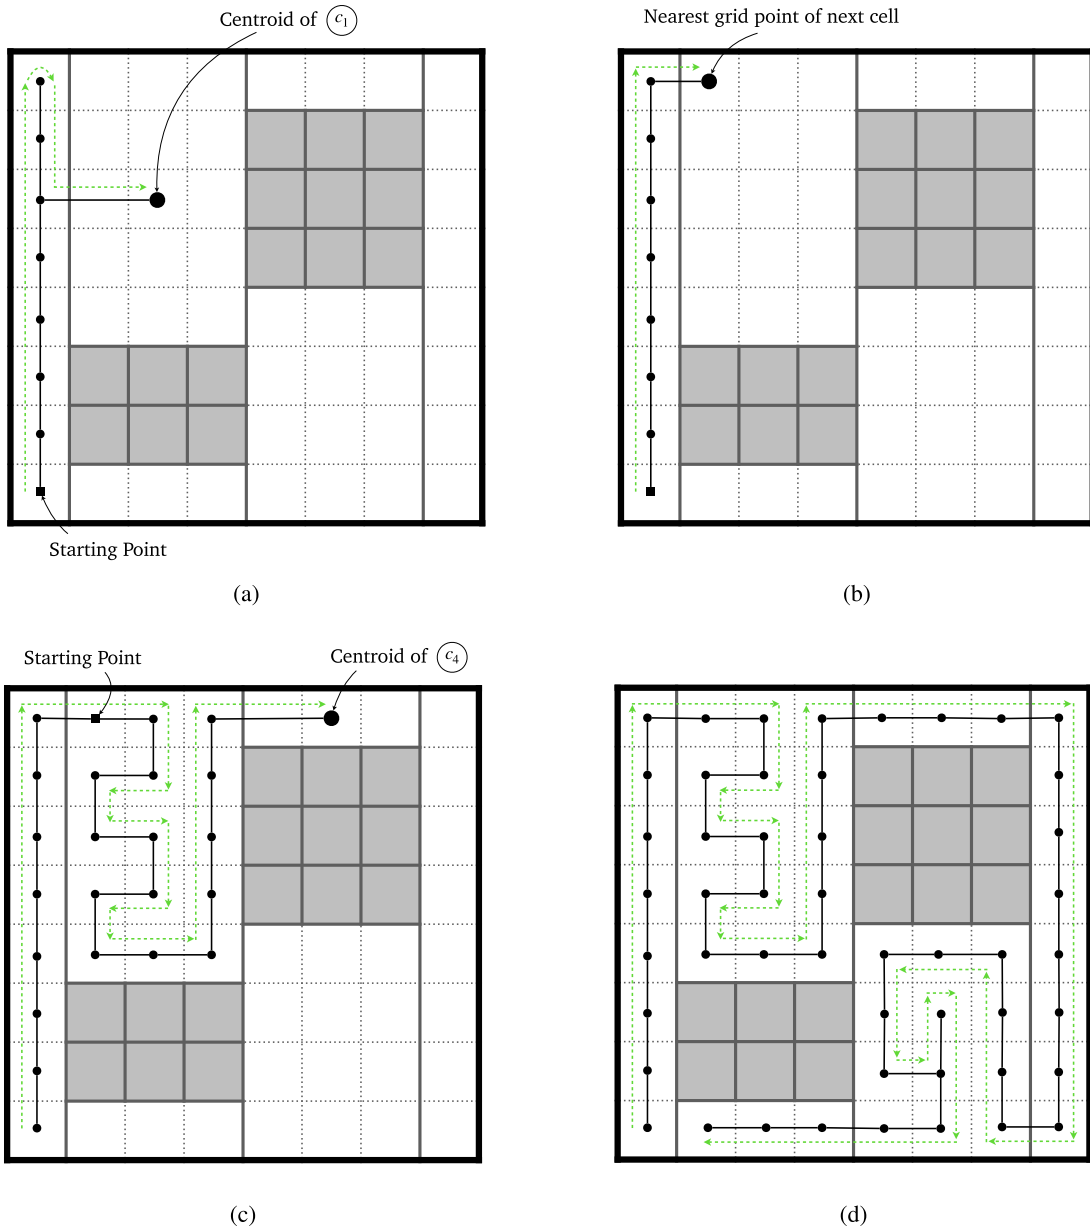 Centroid of c1
Nearest grid point of next cell
Starting Point
(a)
(b)
Starting Point
Centroid of c4
(c)
(d)